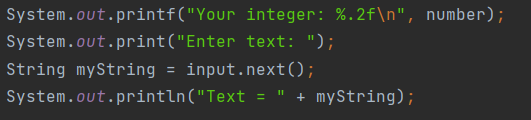 System.out.printf("Your integer: %.2f\n", number);
System.out.print("Enter text: ");
String myString = input.next();
System.out.println("Text = " + myString);